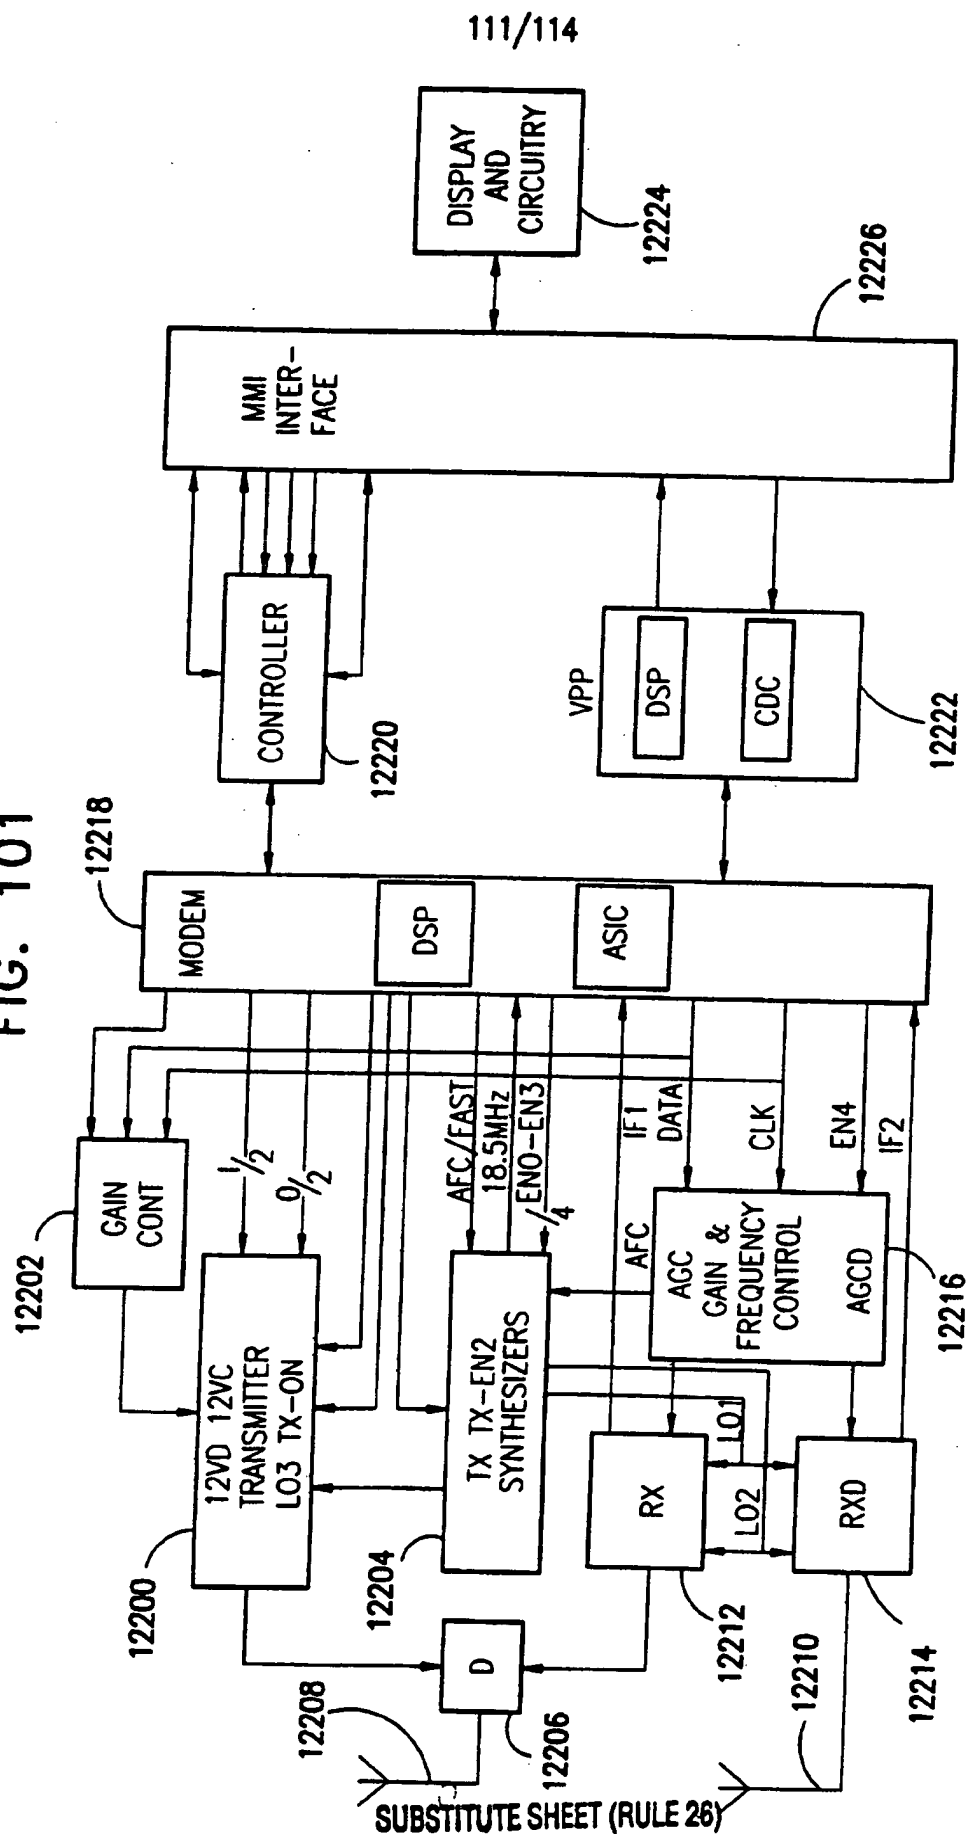 111/114
FIG. 101
DISPLAY
AND
CIRCUITRY
12224
12226
MMI
INTER-
FACE
CONTROLLER
12220
VPP
DSP
CDC
12222
12218
MODEM
DSP
ASIC
12202
GAIN
CONT
1/2
0/2
AFC/FAST
18.5MHz
EN0-EN3
/4
IF1
DATA
CLK
EN4
IF2
12VD 12VC
TRANSMITTER
LO3 TX-ON
12200
TX TX-EN2
SYNTHESIZERS
12204
AFC
AGC
GAIN &
FREQUENCY
CONTROL
AGCD
12216
LO1
LO2
RX
12212
RXD
12214
D
12206
12208
12210
SUBSTITUTE SHEET (RULE 26)